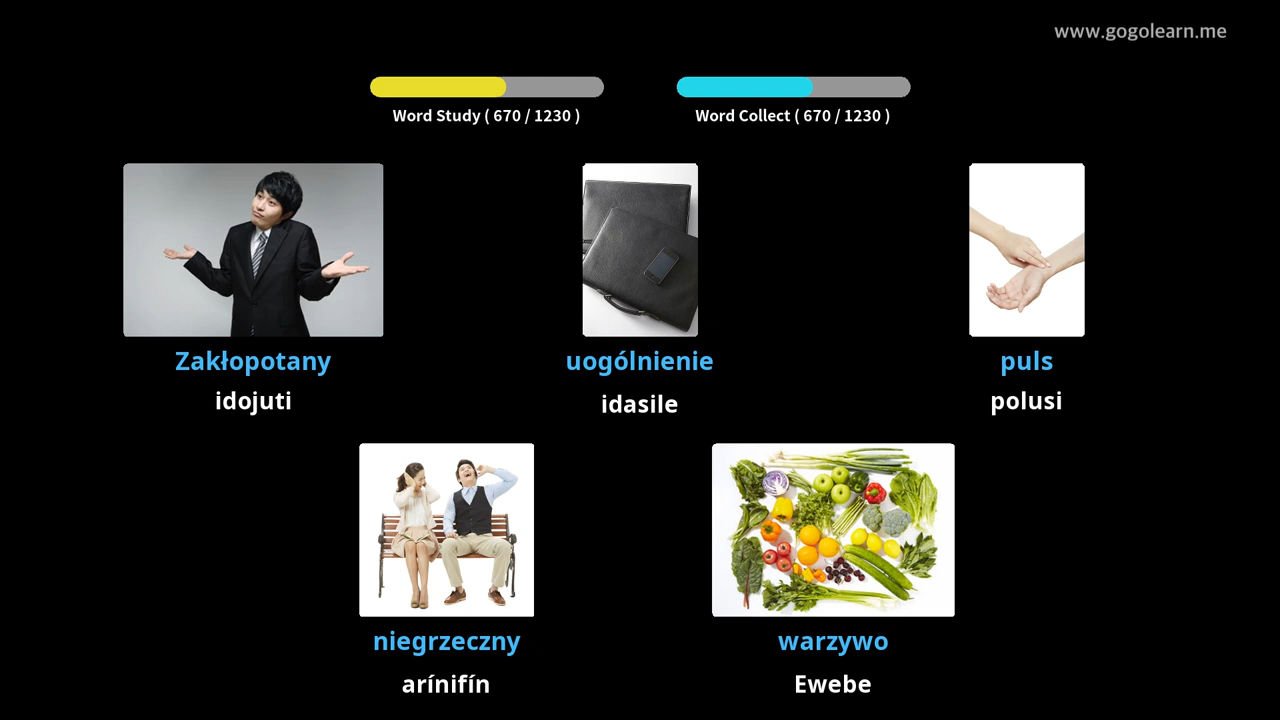 www.gogolearn.me
Word Study ( 670 / 1230 )
Word Collect ( 670 / 1230 )
Zakłopotany
uogólnienie
puls
idojuti
idasile
polusi
niegrzeczny
warzywo
arínifín
Ewebe